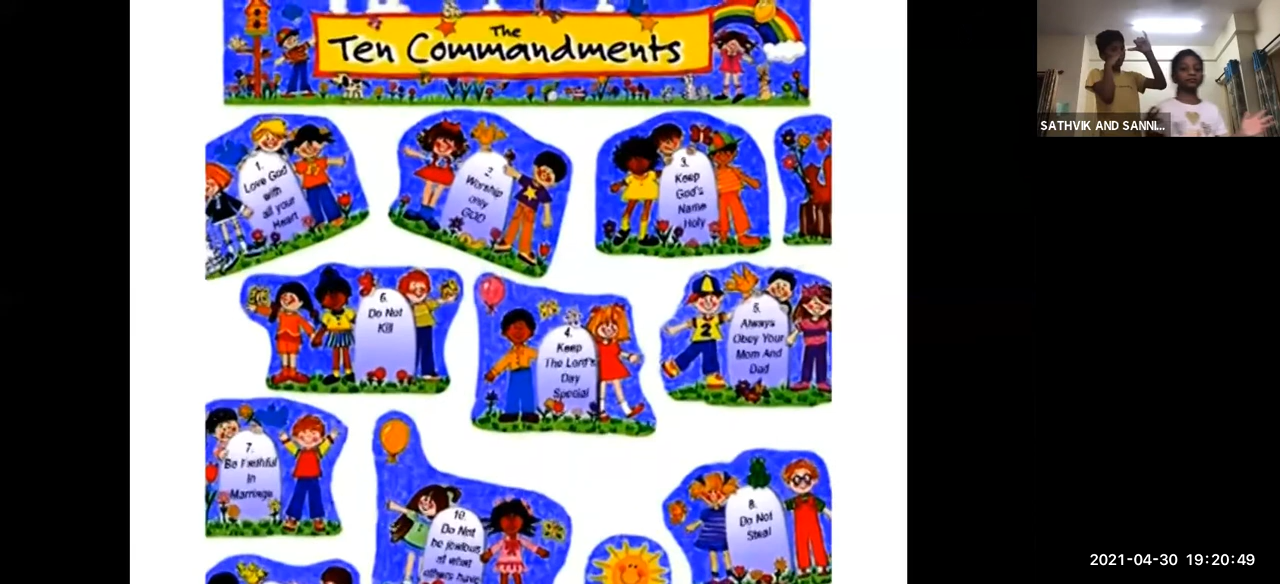 The
Ten Commandments
1.
Love God
with
all your
Heart
2.
Worship
only
GOD
3.
Keep
God's
Name
Holy
6.
Do Not
Kill
4.
Keep
The Lord's
Day
Special
5.
Always
Obey Your
Mom And
Dad
7.
Be Faithful
In
Marriage
10.
Do Not
be jealous
of what
others have
8.
Do Not
Steal
2
SATHVIK AND SANNI...
2021-04-30 19:20:49